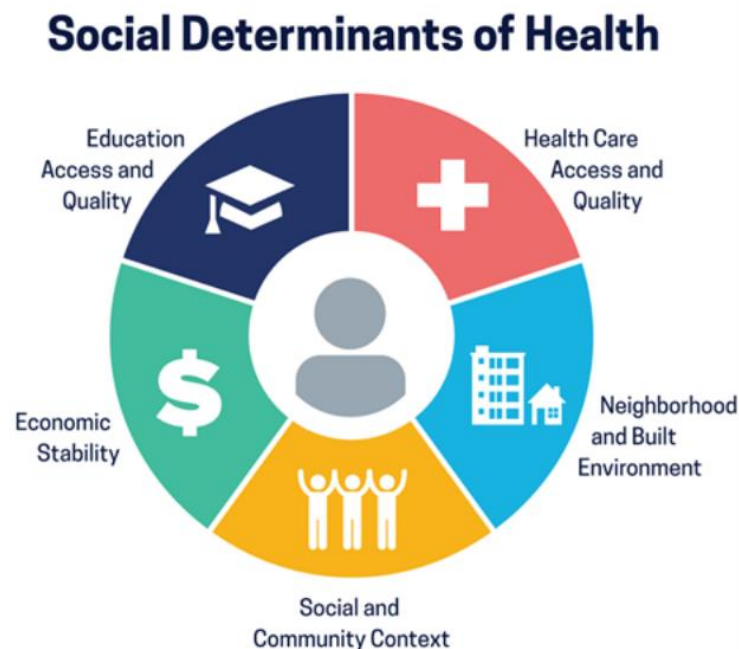 Social Determinants of Health
Education
Access and
Quality
Health Care
Access and
Quality
$
Economic
Stability
Neighborhood
and Built
Environment
Social and
Community Context